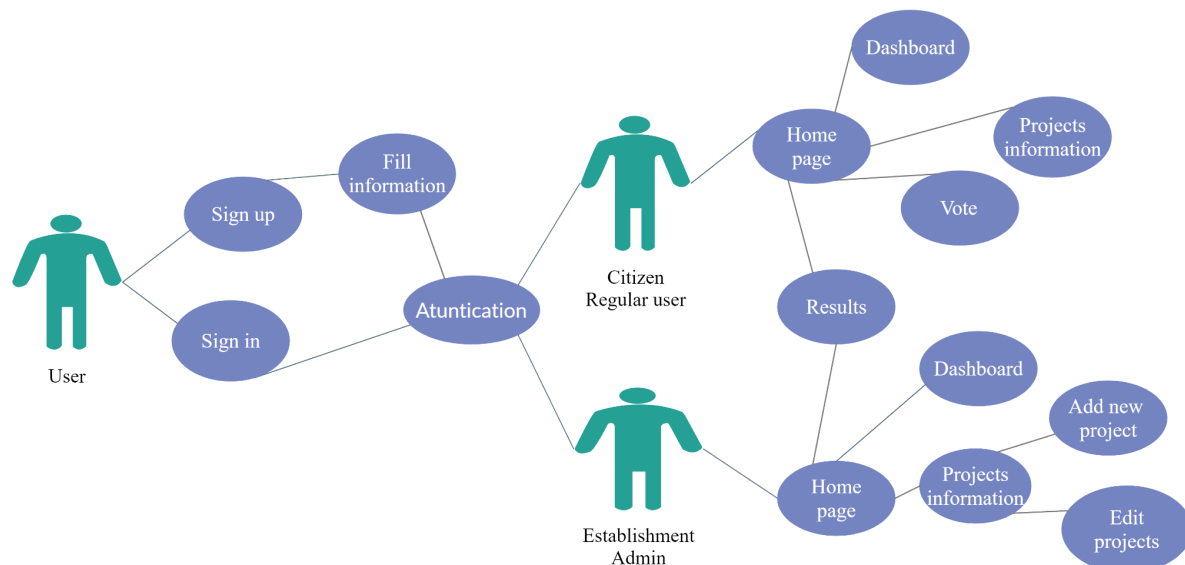 Dashboard
Home
page
Projects
information
Fill
information
Sign up
Vote
Citizen
Regular user
Atuntication
Results
Sign in
User
Dashboard
Add new
project
Home
page
Projects
information
Edit
projects
Establishment
Admin